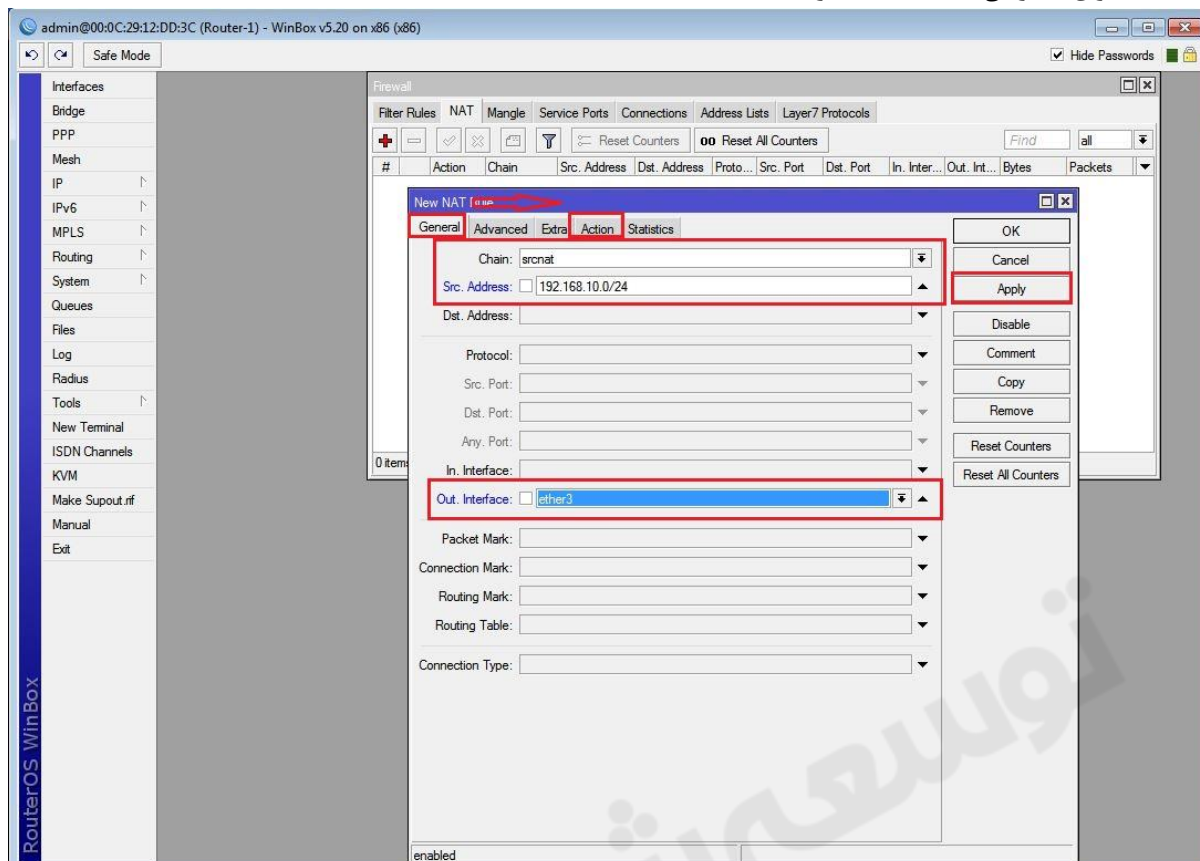 admin@00:0C:29:12:DD:3C (Router-1) - WinBox v5.20 on x86 (x86)
Safe Mode
Hide Passwords
Interfaces
Bridge
PPP
Mesh
IP
IPv6
MPLS
Routing
System
Queues
Files
Log
Radius
Tools
New Terminal
ISDN Channels
KVM
Make Supout.rif
Manual
Exit
RouterOS WinBox
Firewall
Filter Rules NAT Mangle Service Ports Connections Address Lists Layer7 Protocols
Reset Counters 00 Reset All Counters Find all
# Action Chain Src. Address Dst. Address Proto... Src. Port Dst. Port In. Inter... Out. Int... Bytes Packets
0 item
New NAT Rule
General Advanced Extra Action Statistics
Chain: srcnat
Src. Address: 192.168.10.0/24
Dst. Address:
Protocol:
Src. Port:
Dst. Port:
Any. Port:
In. Interface:
Out. Interface: ether3
Packet Mark:
Connection Mark:
Routing Mark:
Routing Table:
Connection Type:
enabled
OK
Cancel
Apply
Disable
Comment
Copy
Remove
Reset Counters
Reset All Counters
توسعه